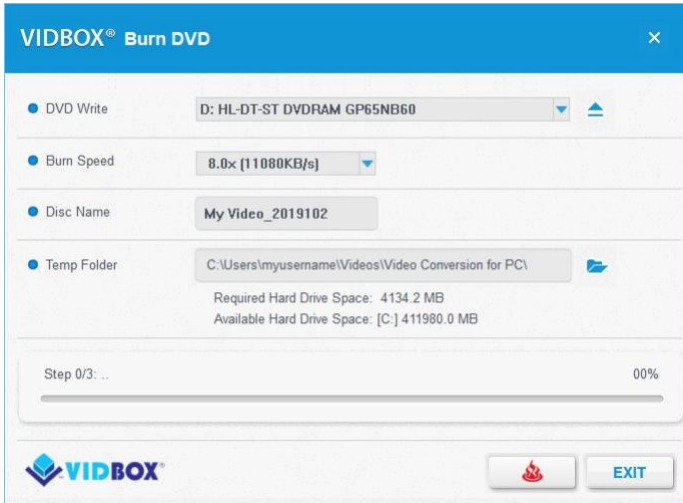 VIDBOX® Burn DVD
DVD Write
D: HL-DT-ST DVDRAM GP65NB60
Burn Speed
8.0x (11080KB/s)
Disc Name
My Video_2019102
Temp Folder
C:\Users\myusername\Videos\Video Conversion for PC\
Required Hard Drive Space: 4134.2 MB
Available Hard Drive Space: [C:] 411980.0 MB
Step 0/3: ..
00%
VIDBOX®
EXIT